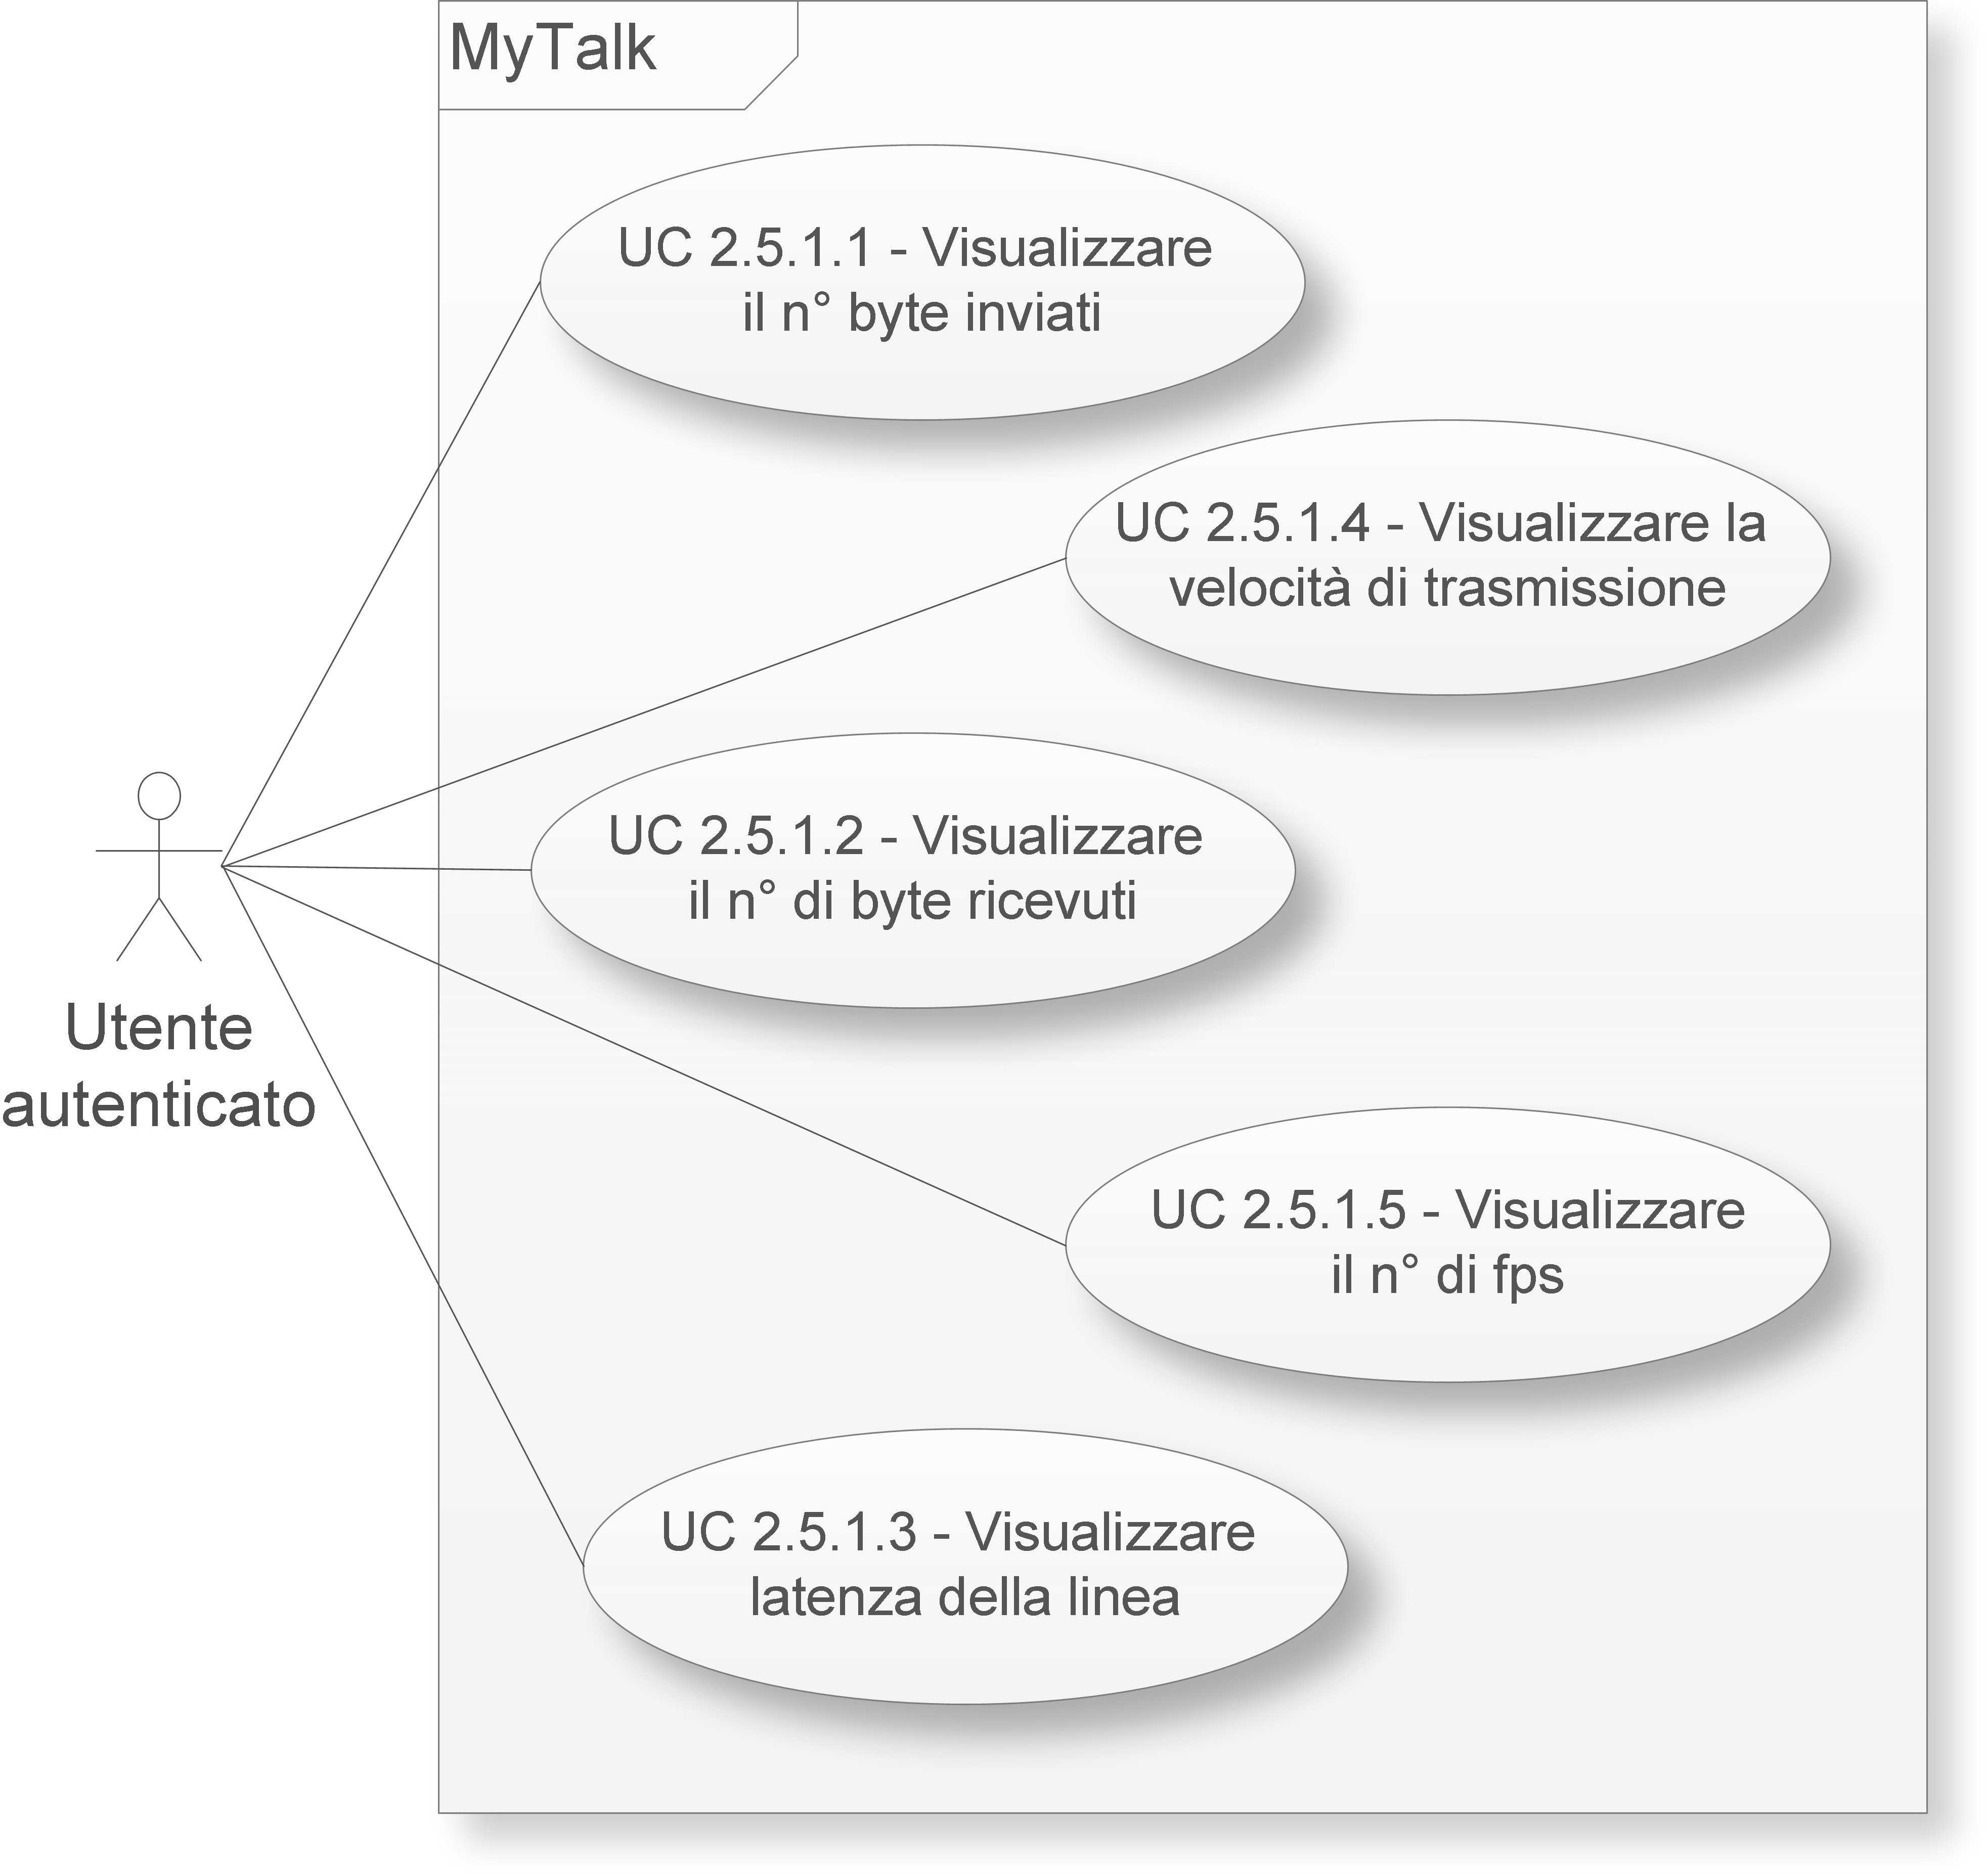 MyTalk
UC 2.5.1.1 - Visualizzare
il n° byte inviati
UC 2.5.1.4 - Visualizzare la
velocità di trasmissione
UC 2.5.1.2 - Visualizzare
il n° di byte ricevuti
Utente
autenticato
UC 2.5.1.5 - Visualizzare
il n° di fps
UC 2.5.1.3 - Visualizzare
latenza della linea